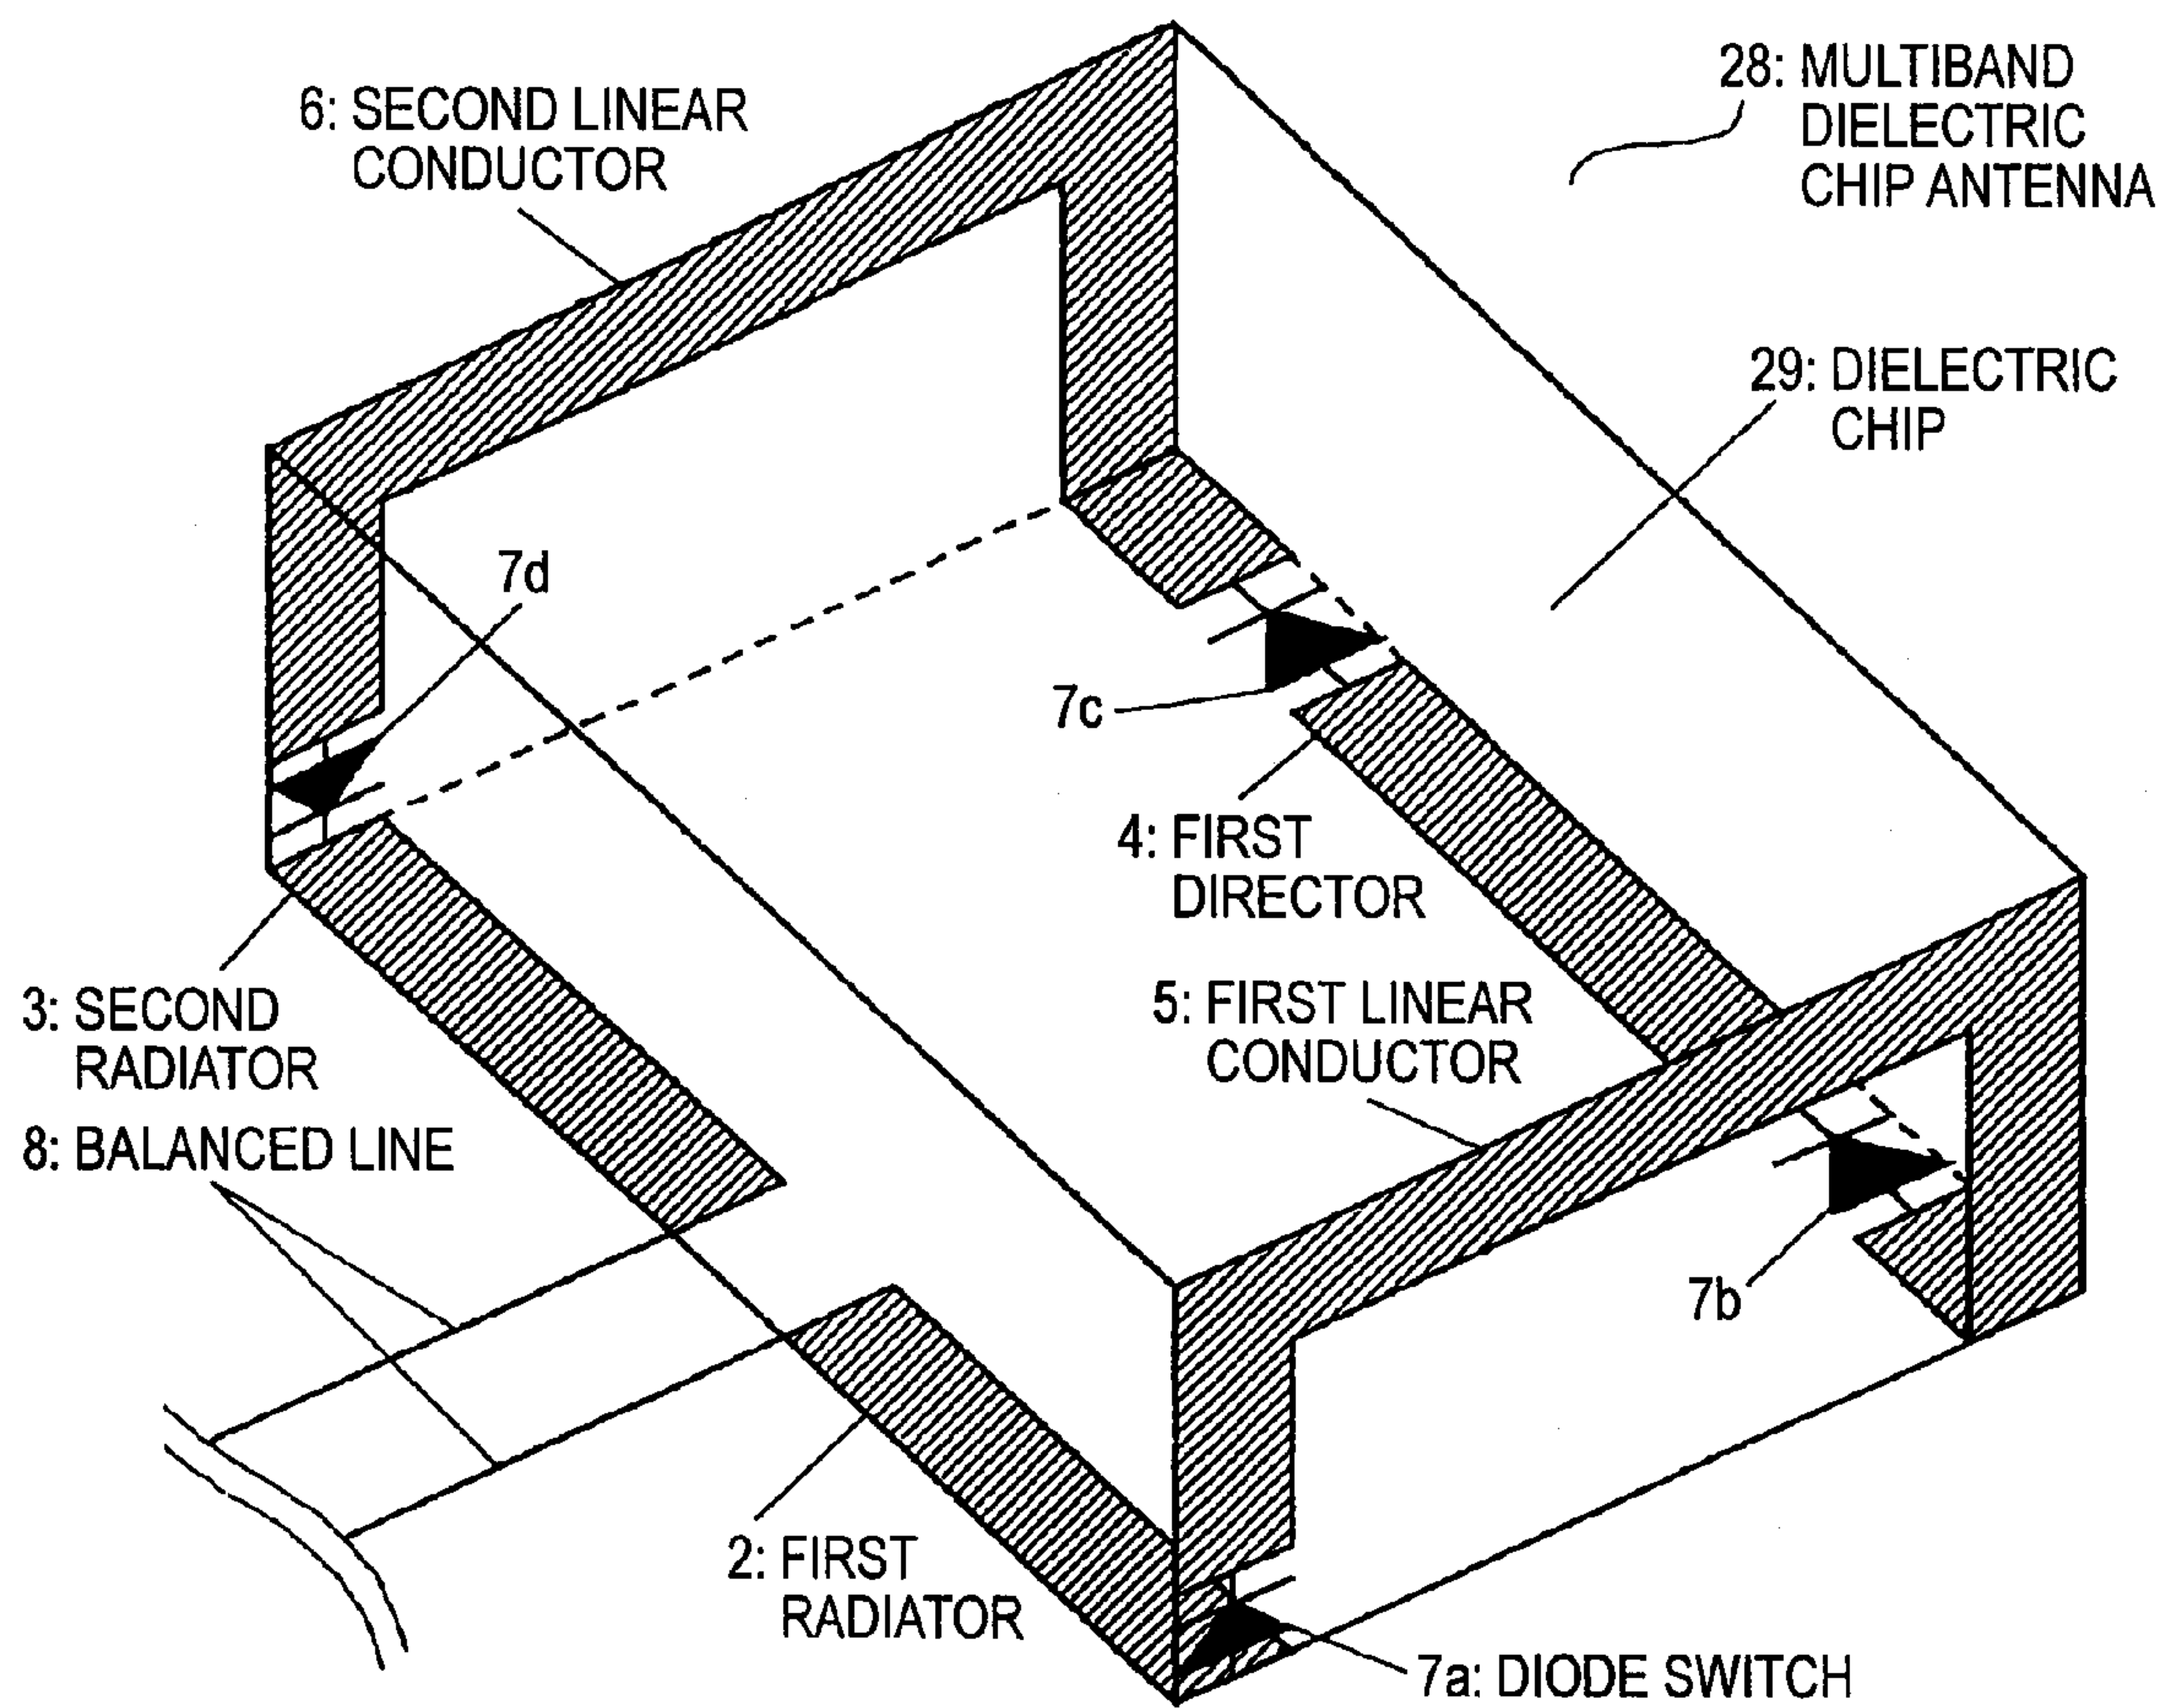 28: MULTIBAND
DIELECTRIC
CHIP ANTENNA
6: SECOND LINEAR
CONDUCTOR
29: DIELECTRIC
CHIP
7d
7c
4: FIRST
DIRECTOR
3: SECOND
RADIATOR
5: FIRST LINEAR
CONDUCTOR
8: BALANCED LINE
7b
2: FIRST
RADIATOR
7a: DIODE SWITCH